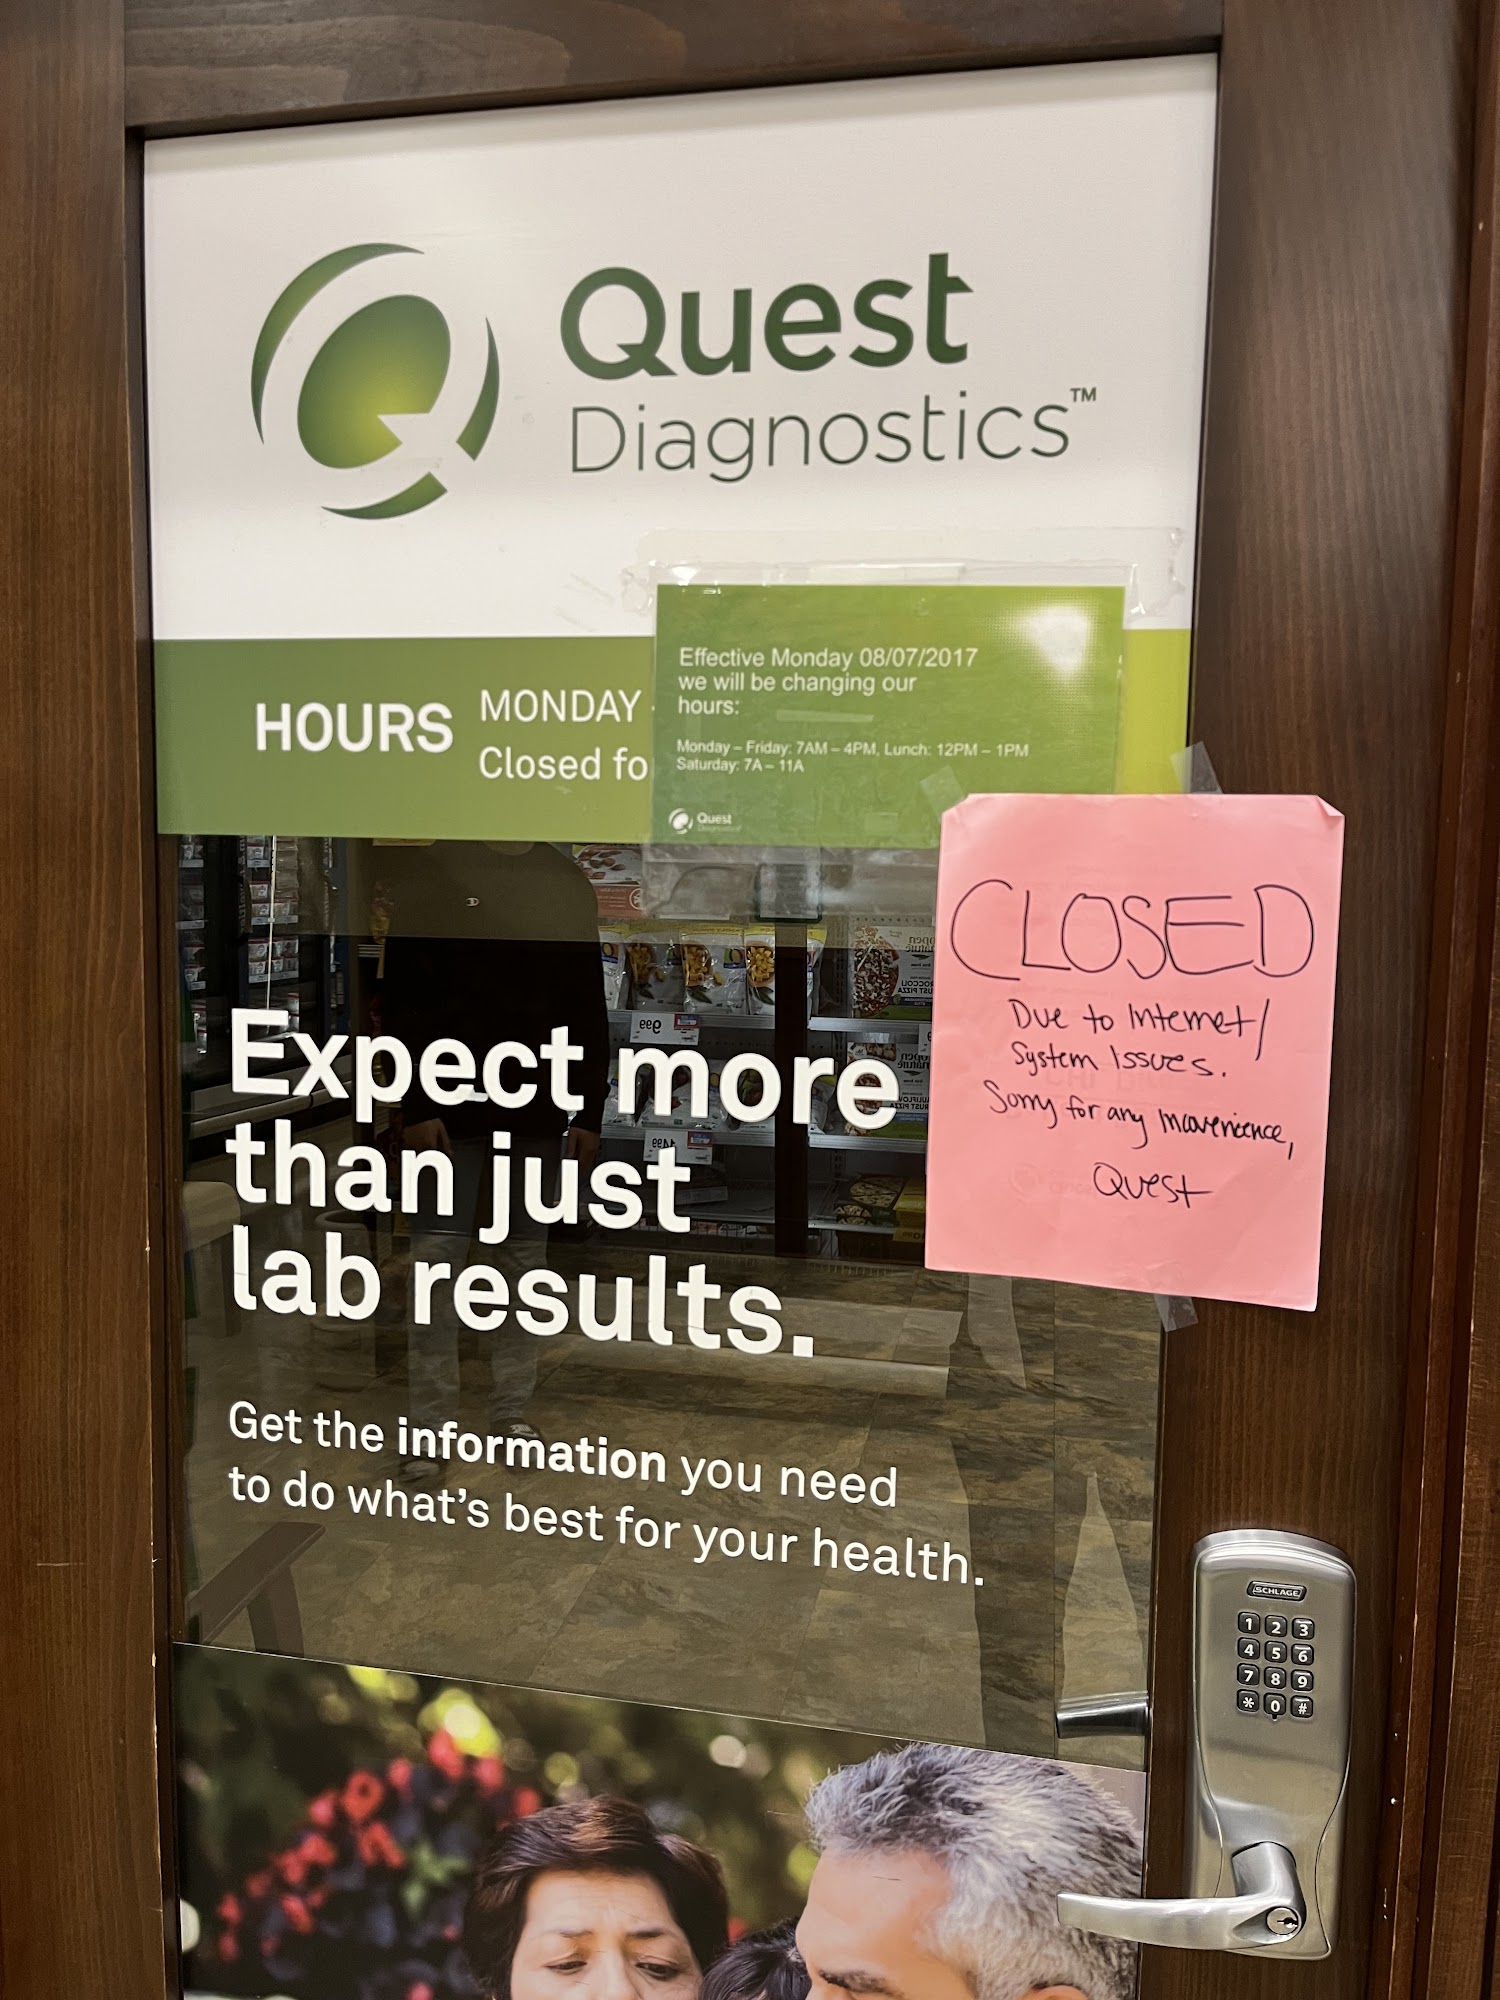 Quest
Diagnostics™
HOURS
MONDAY
Closed fo
Effective Monday 08/07/2017
we will be changing our
hours:
Monday – Friday: 7AM – 4PM, Lunch: 12PM – 1PM
Saturday: 7A – 11A
Quest
Diagnostics
CLOSED
Due to Internet/
System Issues.
Sorry for any Inconvenience,
Quest
Expect more
than just
lab results.
Get the information you need
to do what's best for your health.
SCHLAGE
1 2 3
4 5 6
7 8 9
* 0 #